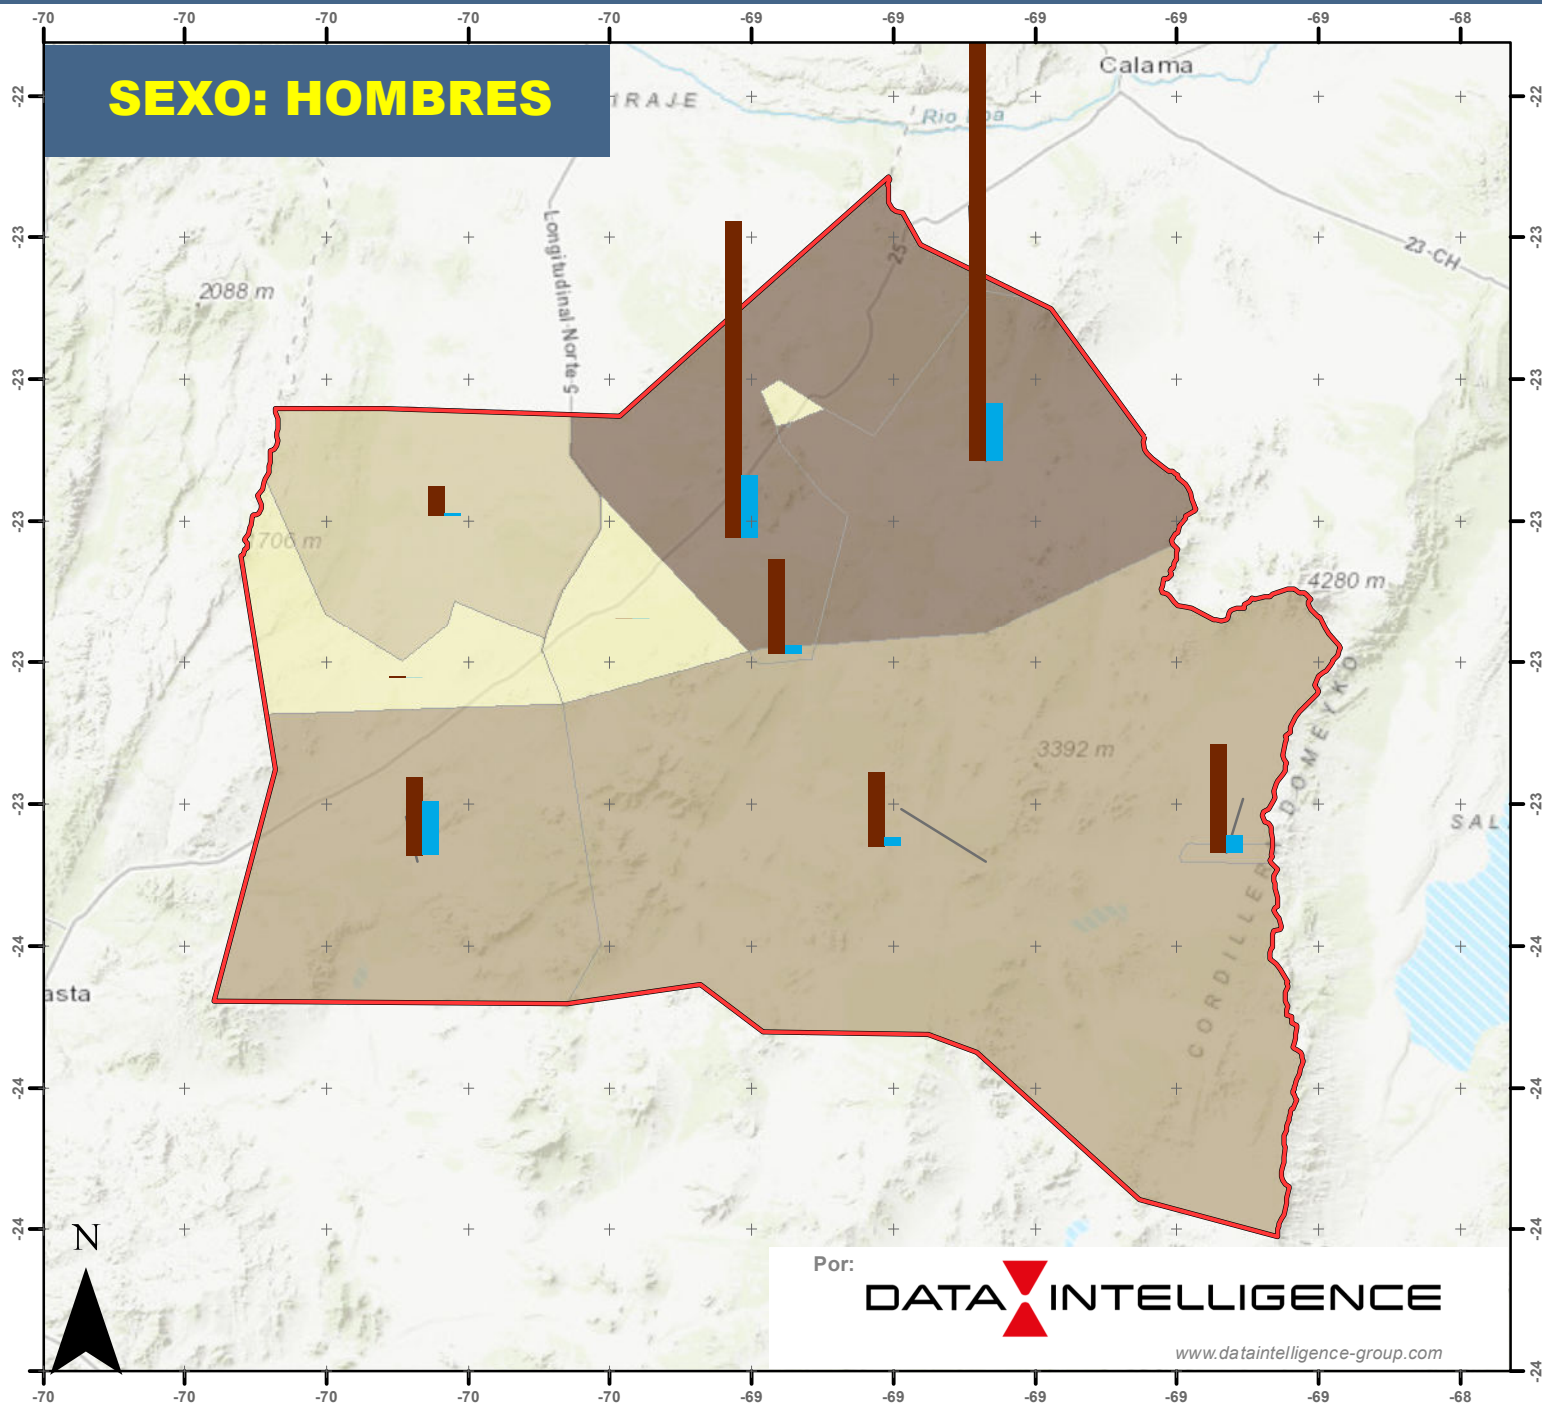 -70 -70 -70 -70 -70 -69 -69 -69 -69 -69 -68
SEXO: HOMBRES
Calama
IRAJE
-22 -22
Rio Loa
-23 -23
25
23-CH
Longitudinal Norte 5
2088 m
-23 -23
-23 -23
1706 m
4280 m
-23 -23
3392 m
-23 -23
SAL
CORDILLERA DOMEYKO
-24 -24
asta
-24 -24
-24 -24
N
Por:
DATA INTELLIGENCE
www.dataintelligence-group.com
-24
-70 -70 -70 -70 -70 -69 -69 -69 -69 -69 -68